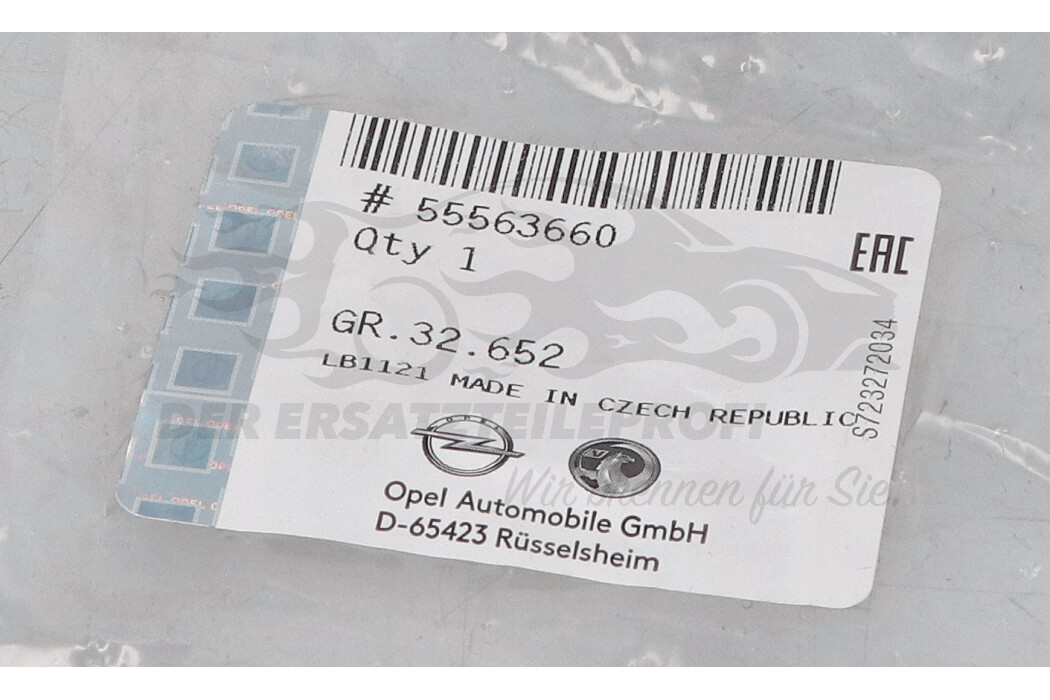 # 55563660
Qty 1
EAC
GR.32.652
LB1121 MADE IN CZECH REPUBLIC
S723272034
OPEL
Opel Automobile GmbH
D-65423 Rüsselsheim
DER ERSATZTEILEPROFI
Wir brennen für Sie